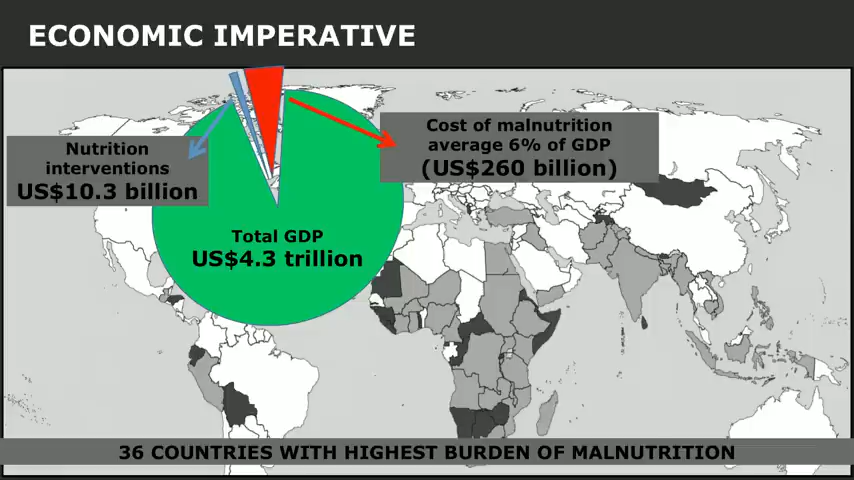 ECONOMIC IMPERATIVE
Nutrition
interventions
US$10.3 billion
Cost of malnutrition
average 6% of GDP
(US$260 billion)
Total GDP
US$4.3 trillion
36 COUNTRIES WITH HIGHEST BURDEN OF MALNUTRITION